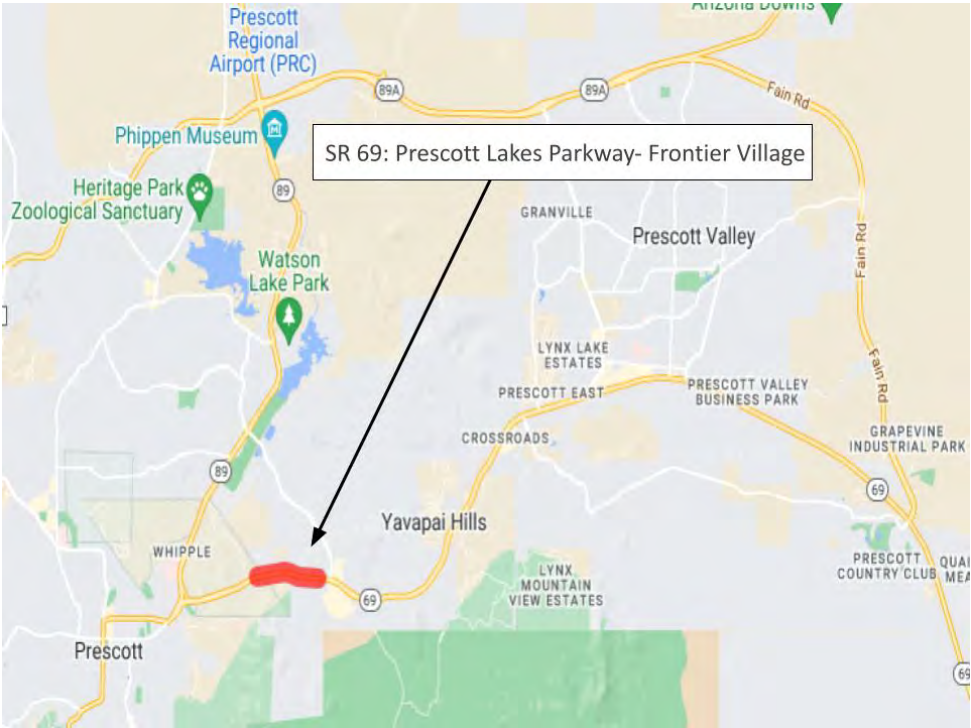 Arizona Downs
Prescott
Regional
Airport (PRC)
89A
89A
Fain Rd
Phippen Museum
SR 69: Prescott Lakes Parkway- Frontier Village
Heritage Park
Zoological Sanctuary
89
GRANVILLE
Prescott Valley
Fain Rd
Watson
Lake Park
LYNX LAKE
ESTATES
Fain Rd
PRESCOTT EAST
PRESCOTT VALLEY
BUSINESS PARK
CROSSROADS
GRAPEVINE
INDUSTRIAL PARK
89
69
Yavapai Hills
WHIPPLE
LYNX
MOUNTAIN
VIEW ESTATES
PRESCOTT
COUNTRY CLUB
69
Prescott
69